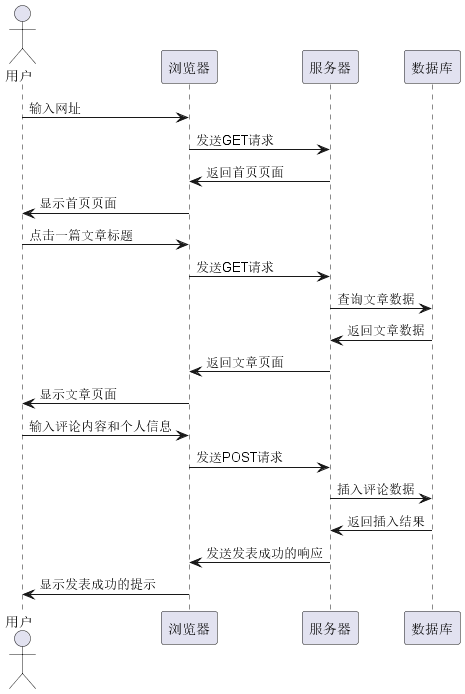 用户
浏览器
服务器
数据库
输入网址
发送GET请求
返回首页页面
显示首页页面
点击一篇文章标题
发送GET请求
查询文章数据
返回文章数据
返回文章页面
显示文章页面
输入评论内容和个人信息
发送POST请求
插入评论数据
返回插入结果
发送发表成功的响应
显示发表成功的提示
用户
浏览器
服务器
数据库